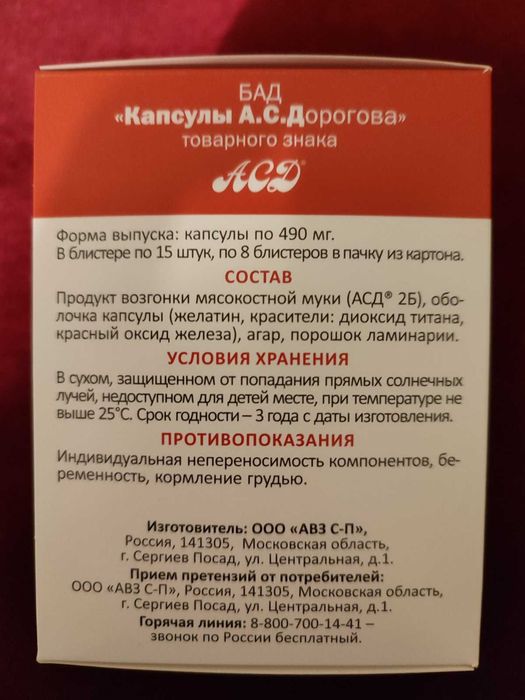 БАД
«Капсулы А.С.Дорогова»
товарного знака
АСД®
Форма выпуска: капсулы по 490 мг.
В блистере по 15 штук, по 8 блистеров в пачку из картона.
СОСТАВ
Продукт возгонки мясокостной муки (АСД® 2Б), обо-
лочка капсулы (желатин, красители: диоксид титана,
красный оксид железа), агар, порошок ламинарии.
УСЛОВИЯ ХРАНЕНИЯ
В сухом, защищенном от попадания прямых солнечных
лучей, недоступном для детей месте, при температуре не
выше 25°С. Срок годности – 3 года с даты изготовления.
ПРОТИВОПОКАЗАНИЯ
Индивидуальная непереносимость компонентов, бе-
ременность, кормление грудью.
Изготовитель: ООО «АВЗ С-П»,
Россия, 141305, Московская область,
г. Сергиев Посад, ул. Центральная, д.1.
Прием претензий от потребителей:
ООО «АВЗ С-П», Россия, 141305, Московская область,
г. Сергиев Посад, ул. Центральная, д.1.
Горячая линия: 8-800-700-14-41 –
звонок по России бесплатный.